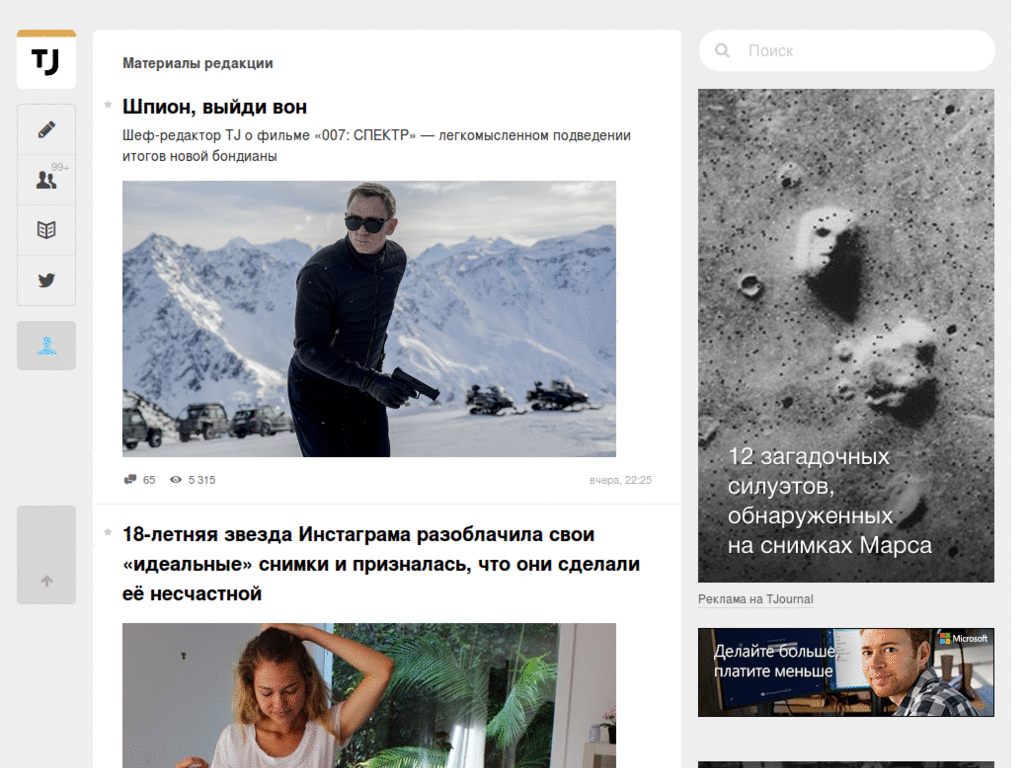 TJ
99+
Материалы редакции
Шпион, выйди вон
Шеф-редактор TJ о фильме «007: СПЕКТР» — легкомысленном подведении
итогов новой бондианы
65
5 315
вчера, 22:25
18-летняя звезда Инстаграма разоблачила свои
«идеальные» снимки и призналась, что они сделали
её несчастной
Поиск
12 загадочных
силуэтов,
обнаруженных
на снимках Марса
Реклама на TJournal
Microsoft
Делайте больше,
платите меньше